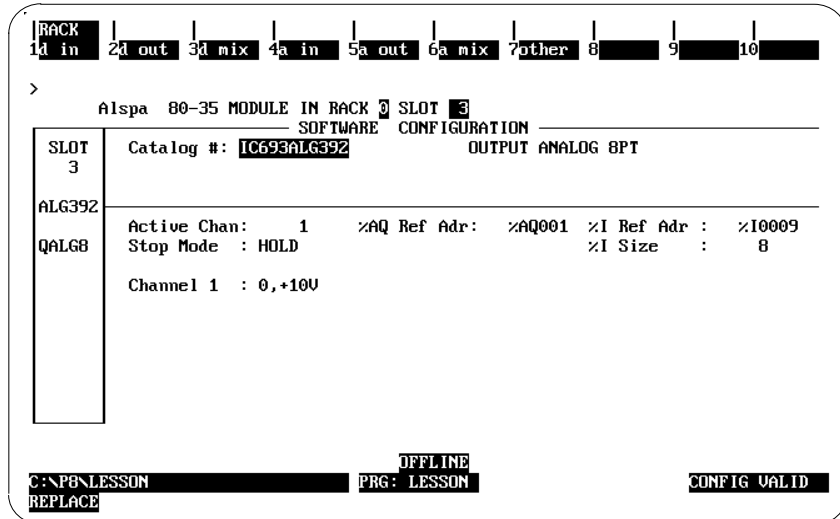 RACK
1d in 2d out 3d mix 4a in 5a out 6a mix 7other 8 9 10
>
Alspa 80-35 MODULE IN RACK 0 SLOT 3
SOFTWARE CONFIGURATION
SLOT Catalog #: IC693ALG392 OUTPUT ANALOG 8PT
3
ALG392
Active Chan: 1 %AQ Ref Adr: %AQ001 %I Ref Adr : %I0009
QALG8 Stop Mode : HOLD %I Size : 8
Channel 1 : 0,+10V
OFFLINE
C:\P8\LESSON PRG: LESSON CONFIG VALID
REPLACE